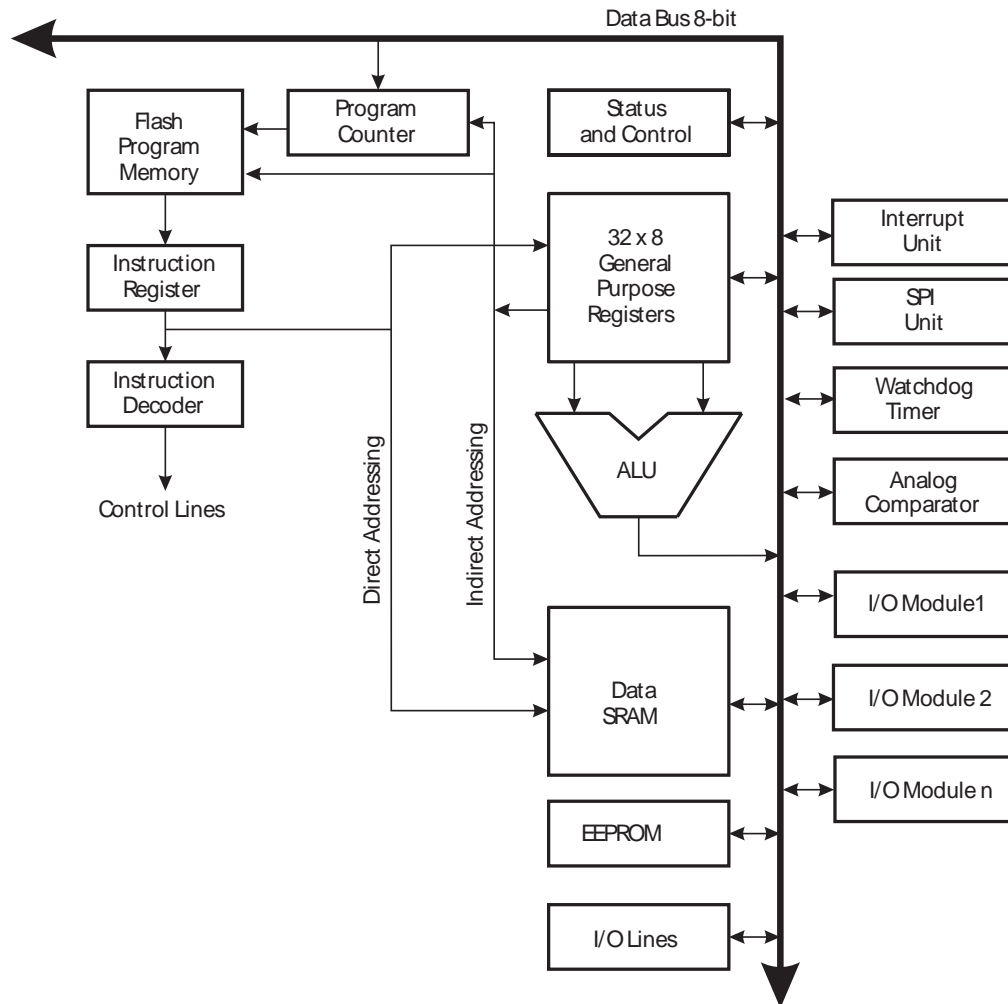 Data Bus 8-bit
Flash
Program
Memory
Program
Counter
Status
and Control
32 x 8
General
Purpose
Registers
Interrupt
Unit
Instruction
Register
SPI
Unit
Instruction
Decoder
Watchdog
Timer
Control Lines
Direct Addressing
Indirect Addressing
ALU
Analog
Comparator
I/O Module1
Data
SRAM
I/O Module 2
I/O Module n
EEPROM
I/O Lines